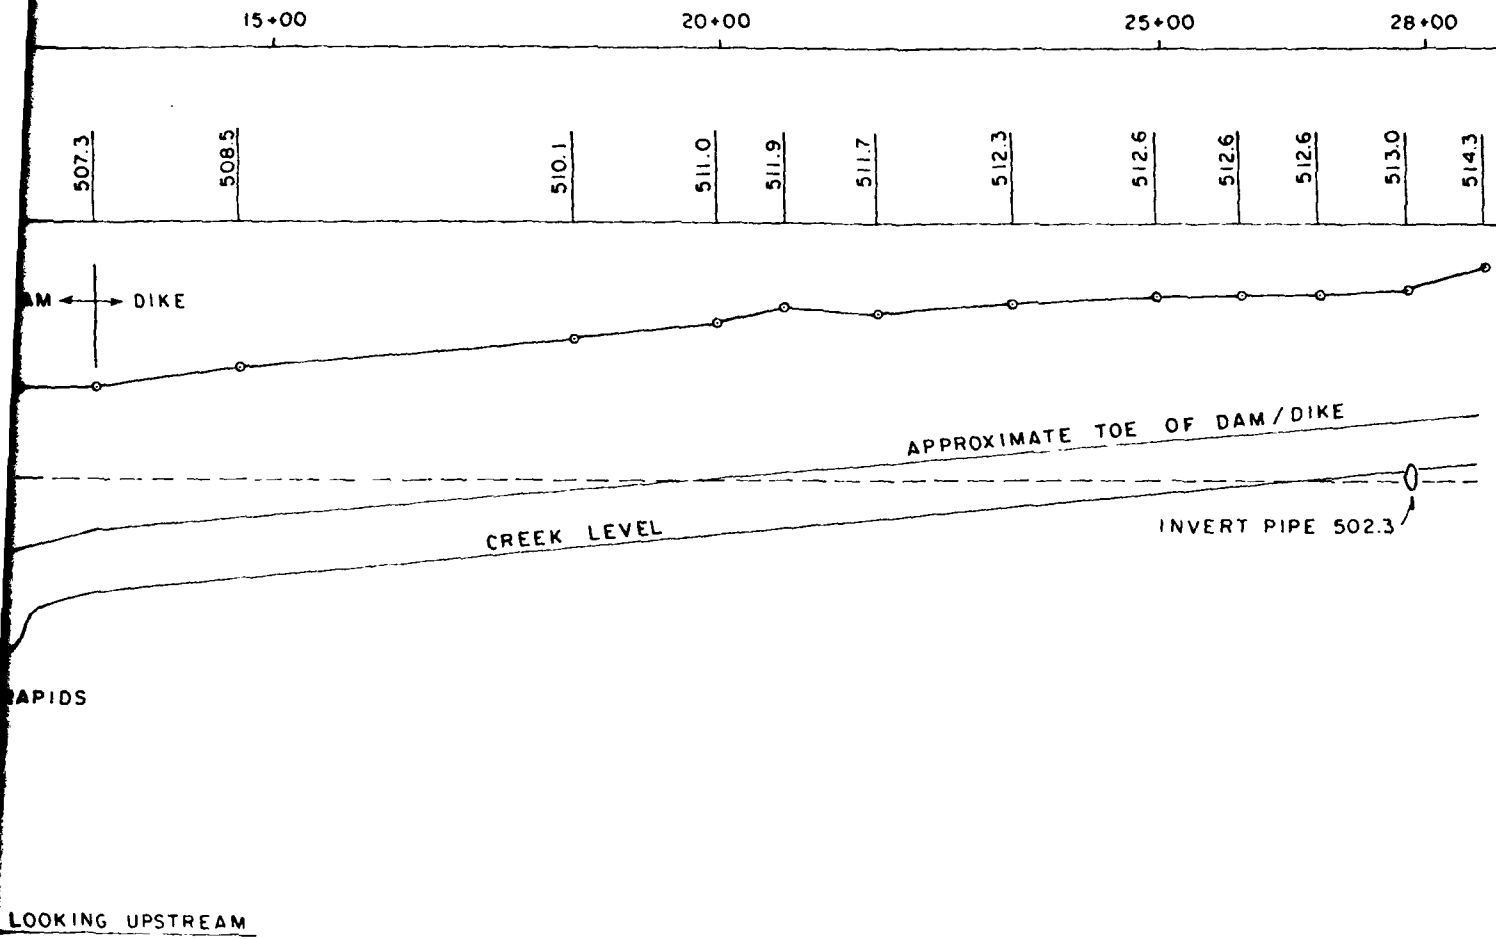 15+00 20+00 25+00 28+00
507.3 508.5 510.1 511.0 511.9 511.7 512.3 512.6 512.6 512.6 513.0 514.3
AM DIKE
APPROXIMATE TOE OF DAM/DIKE
CREEK LEVEL
INVERT PIPE 502.3
RAPIDS
LOOKING UPSTREAM